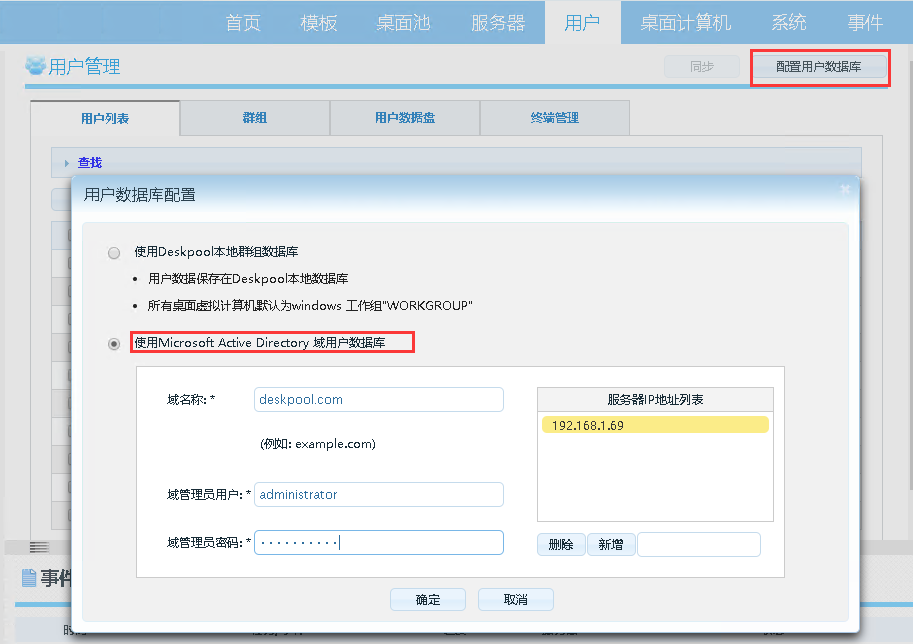 首页 模板 桌面池 服务器 用户 桌面计算机 系统 事件
用户管理 同步 配置用户数据库
用户列表 群组 用户数据盘 终端管理
查找
用户数据库配置
使用Deskpool本地群组数据库
• 用户数据保存在Deskpool本地数据库
• 所有桌面虚拟计算机默认为windows 工作组"WORKGROUP"
使用Microsoft Active Directory 域用户数据库
域名称: * deskpool.com 服务器IP地址列表
192.168.1.69
(例如: example.com)
域管理员用户: * administrator
域管理员密码: * ··········
删除 新增
确定 取消
事件